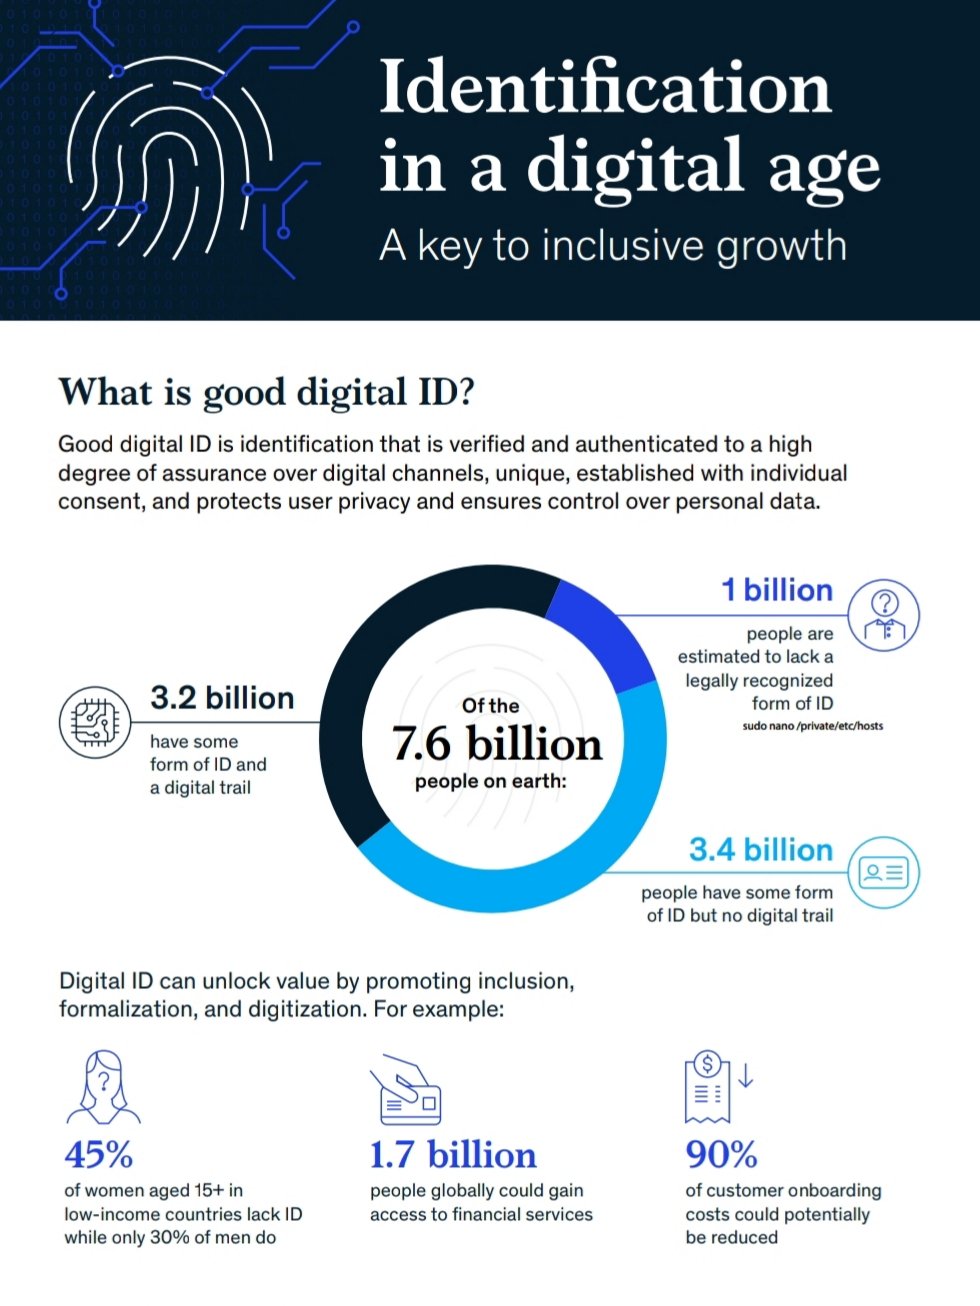 Identification
in a digital age
A key to inclusive growth
What is good digital ID?
Good digital ID is identification that is verified and authenticated to a high
degree of assurance over digital channels, unique, established with individual
consent, and protects user privacy and ensures control over personal data.
1 billion
people are
estimated to lack a
legally recognized
form of ID
sudo nano /private/etc/hosts
3.2 billion
have some
form of ID and
a digital trail
Of the
7.6 billion
people on earth:
3.4 billion
people have some form
of ID but no digital trail
Digital ID can unlock value by promoting inclusion,
formalization, and digitization. For example:
45%
of women aged 15+ in
low-income countries lack ID
while only 30% of men do
1.7 billion
people globally could gain
access to financial services
90%
of customer onboarding
costs could potentially
be reduced